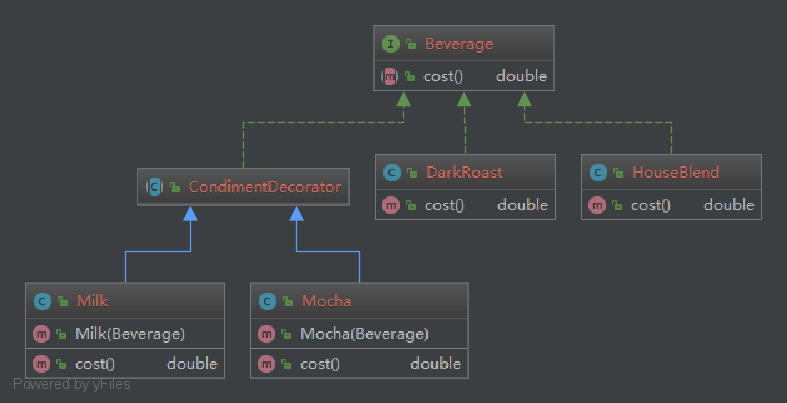 I Beverage
m cost() double
C CondimentDecorator
C DarkRoast
m cost() double
C HouseBlend
m cost() double
C Milk
m Milk(Beverage)
m cost() double
C Mocha
m Mocha(Beverage)
m cost() double
Powered by yFiles